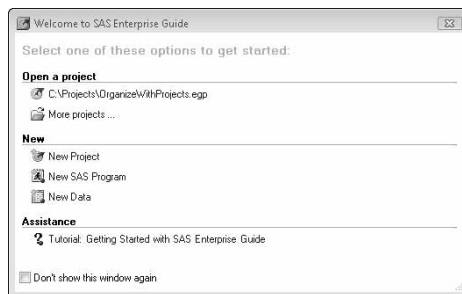 Welcome to SAS Enterprise Guide
Select one of these options to get started:
Open a project
C:\Projects\OrganizeWithProjects.egp
More projects ...
New
New Project
New SAS Program
New Data
Assistance
Tutorial: Getting Started with SAS Enterprise Guide
Don't show this window again